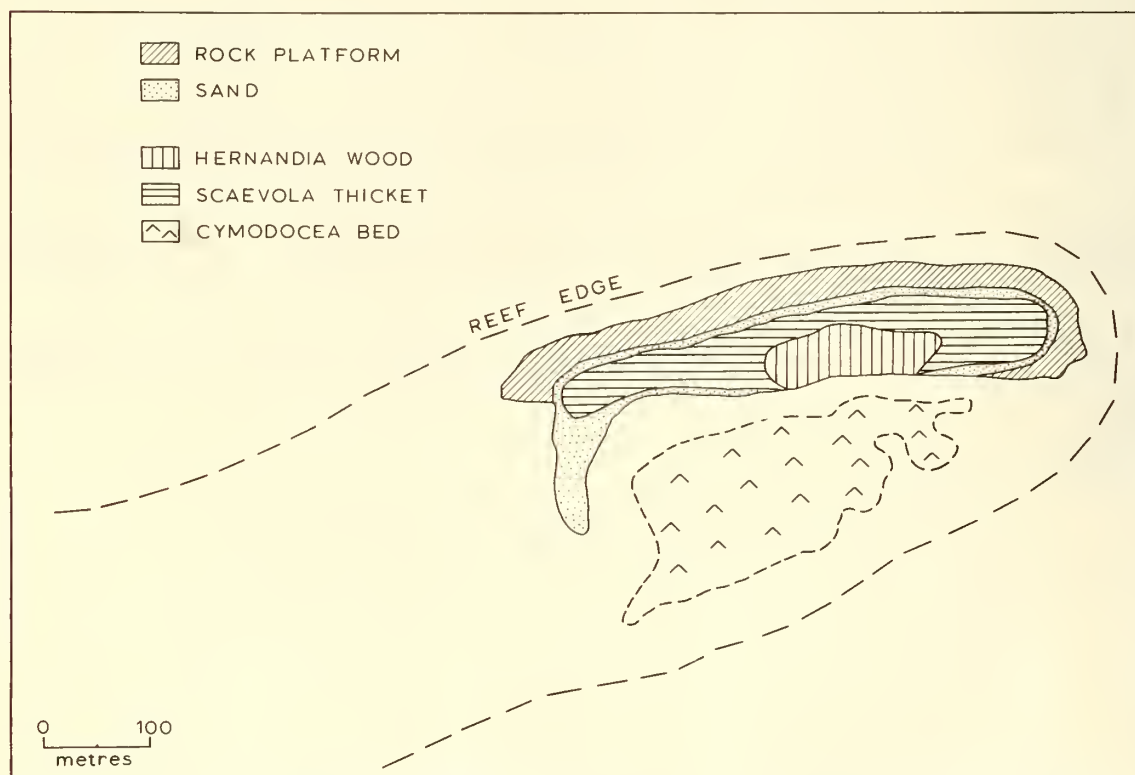 ROCK PLATFORM
SAND
HERNANDIA WOOD
SCAEVOLA THICKET
CYMODOCEA BED
REEF EDGE
0 100
metres